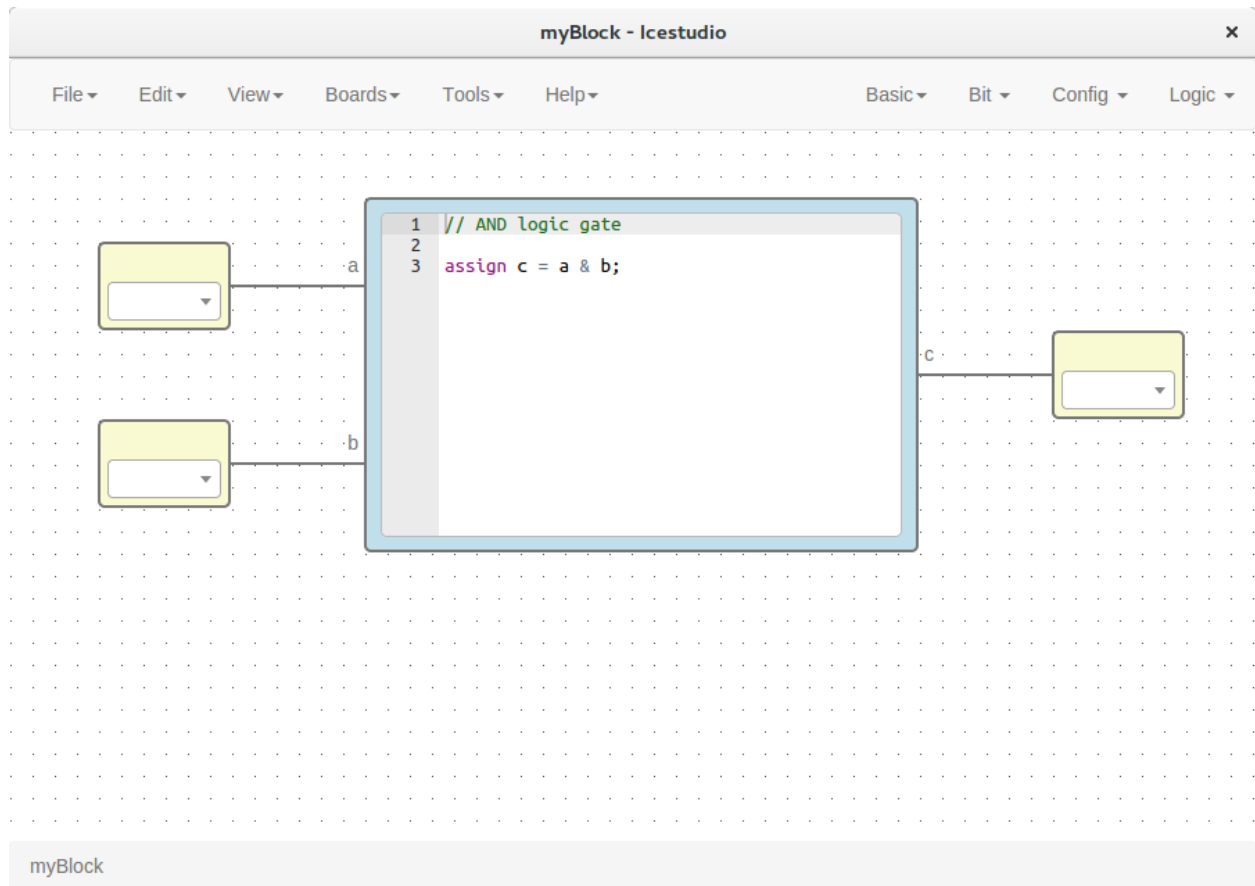 myBlock - Icestudio ×
File Edit View Boards Tools Help Basic Bit Config Logic
1 // AND logic gate
2
a 3 assign c = a & b;
c
b
myBlock